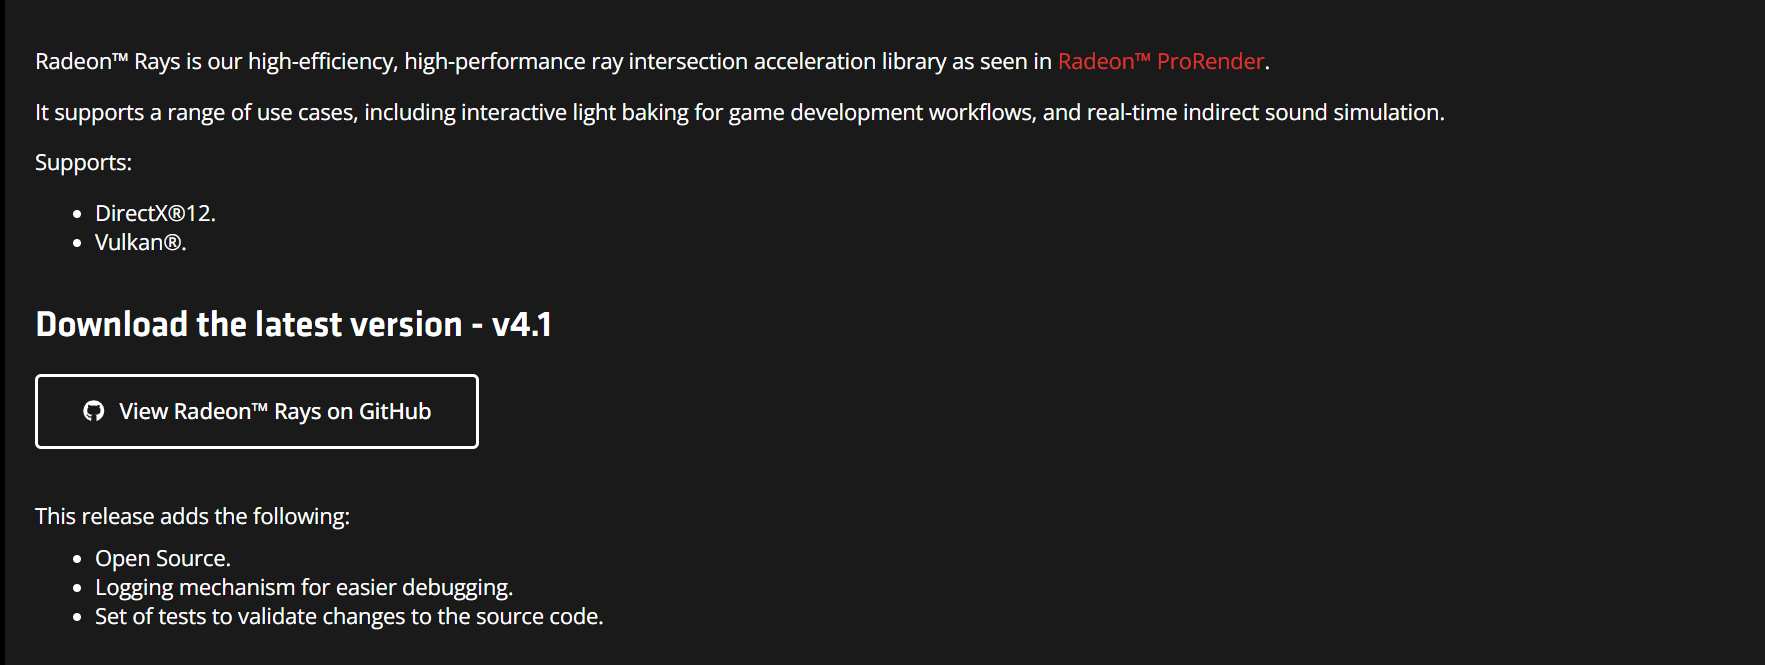 Radeon™ Rays is our high-efficiency, high-performance ray intersection acceleration library as seen in Radeon™ ProRender.
It supports a range of use cases, including interactive light baking for game development workflows, and real-time indirect sound simulation.
Supports:
• DirectX®12.
• Vulkan®.
Download the latest version - v4.1
View Radeon™ Rays on GitHub
This release adds the following:
• Open Source.
• Logging mechanism for easier debugging.
• Set of tests to validate changes to the source code.